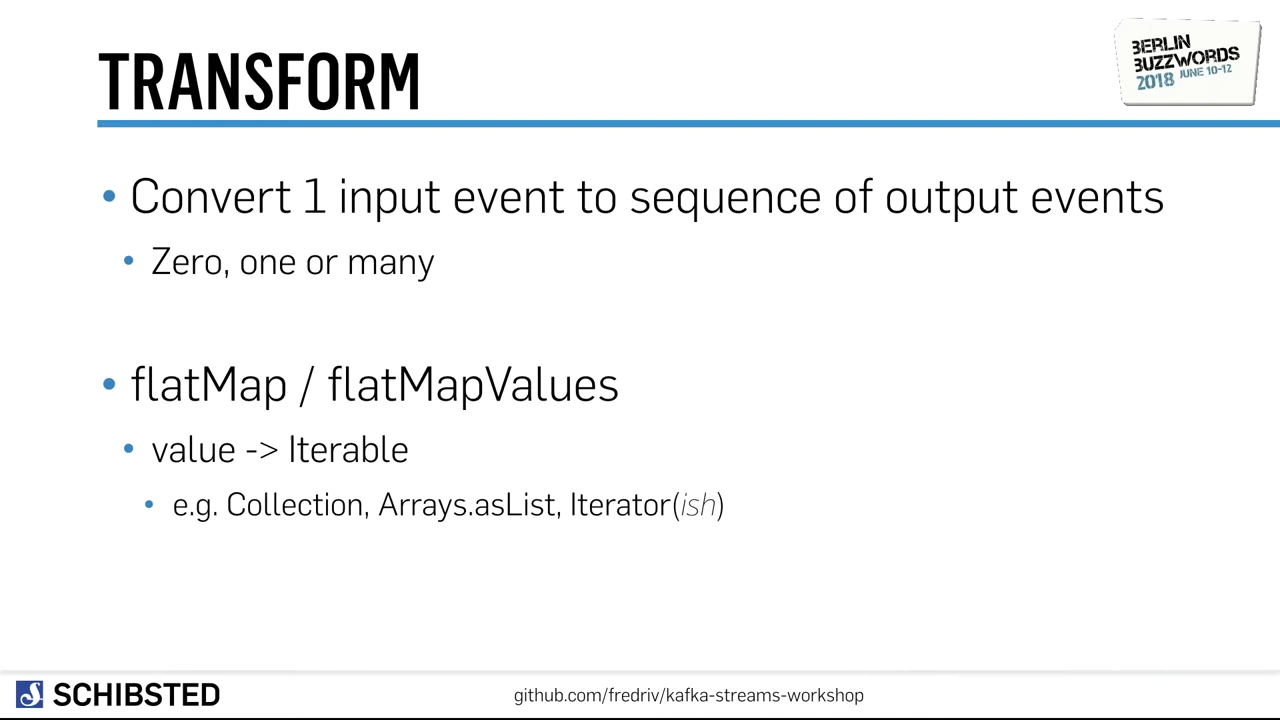 TRANSFORM
BERLIN
BUZZWORDS
2018 JUNE 10-12
• Convert 1 input event to sequence of output events
• Zero, one or many
• flatMap / flatMapValues
• value -> Iterable
• e.g. Collection, Arrays.asList, Iterator(ish)
SCHIBSTED
github.com/fredriv/kafka-streams-workshop